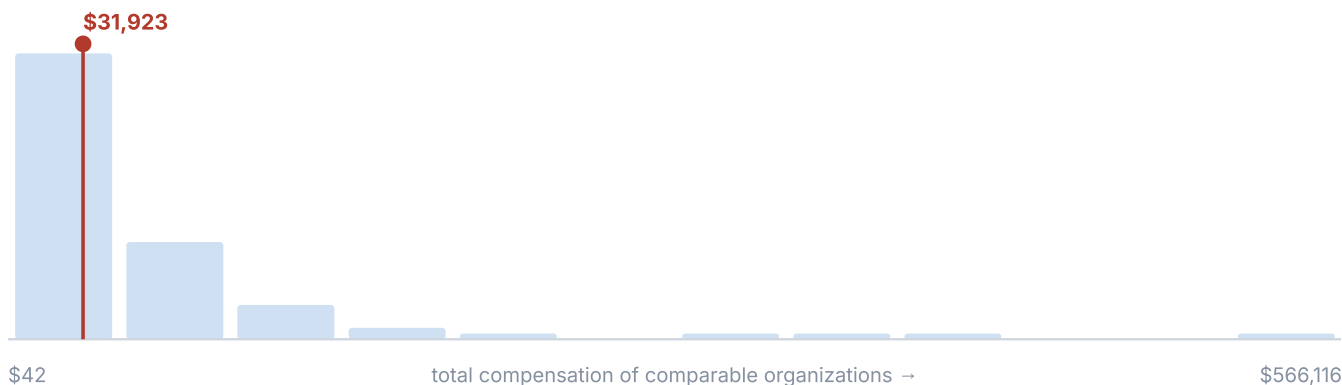 $31,923
$42 total compensation of comparable organizations → $566,116